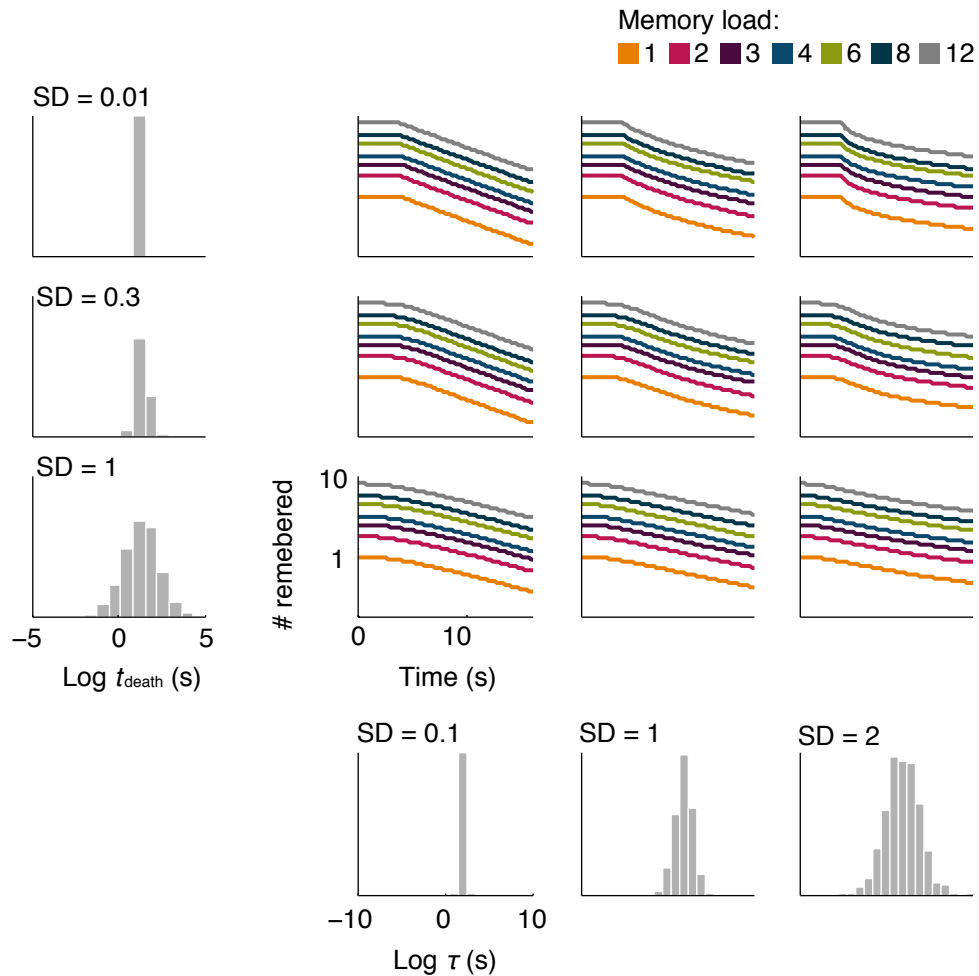 Memory load:
1 2 3 4 6 8 12
SD = 0.01
SD = 0.3
SD = 1
10
1
# remebered
−5 0 5
0 10
Log t death (s)
Time (s)
SD = 0.1 SD = 1 SD = 2
−10 0 10
Log τ (s)